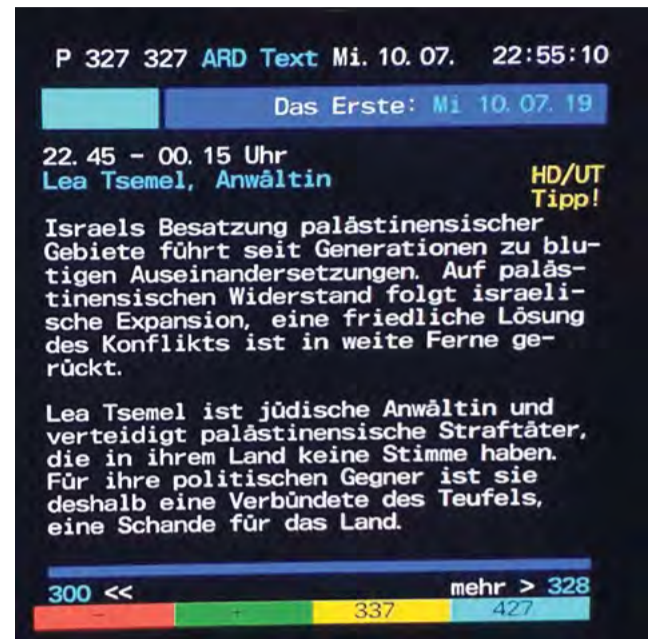 P 327 327 ARD Text Mi. 10. 07. 22:55:10
Das Erste: Mi 10. 07. 19
22. 45 - 00. 15 Uhr
Lea Tsemel, Anwältin HD/UT
Tipp!
Israels Besatzung palästinensischer
Gebiete führt seit Generationen zu blu-
tigen Auseinandersetzungen. Auf paläs-
tinensischen Widerstand folgt israeli-
sche Expansion, eine friedliche Lösung
des Konflikts ist in weite Ferne ge-
rückt.
Lea Tsemel ist jüdische Anwältin und
verteidigt palästinensische Straftäter,
die in ihrem Land keine Stimme haben.
Für ihre politischen Gegner ist sie
deshalb eine Verbündete des Teufels,
eine Schande für das Land.
300 << mehr > 328
- + 337 427